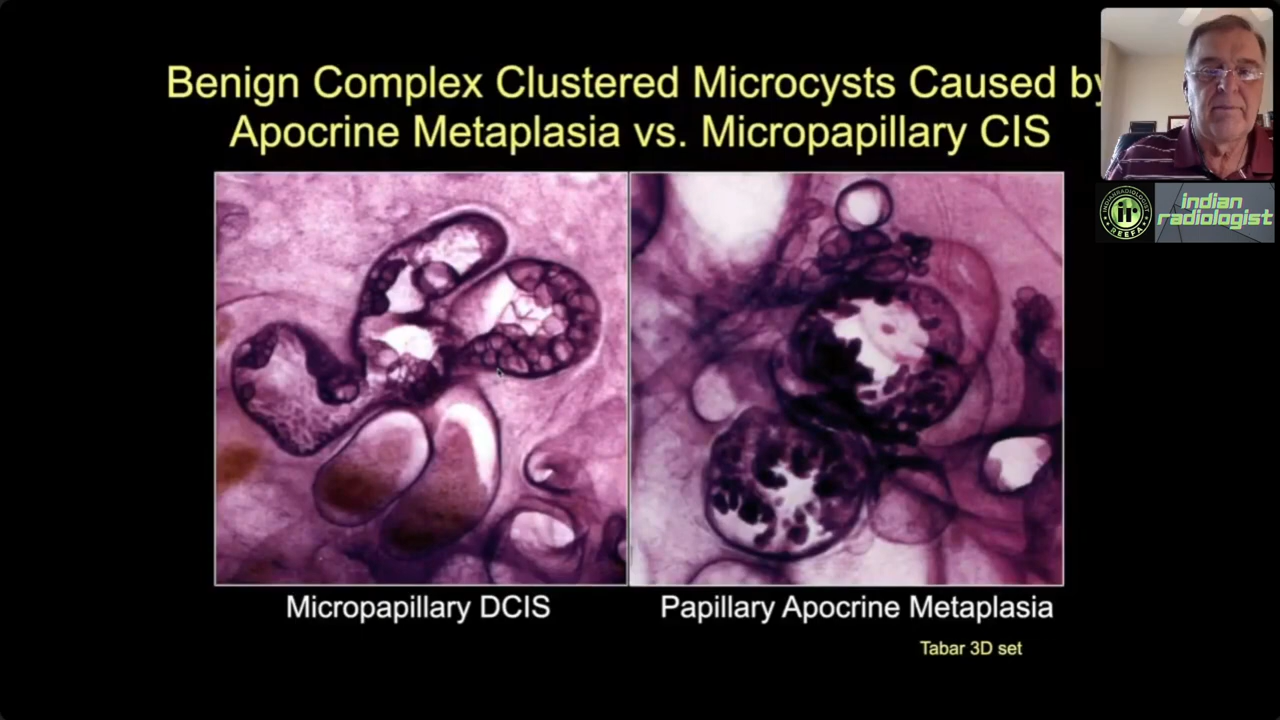 Benign Complex Clustered Microcysts Caused by
Apocrine Metaplasia vs. Micropapillary CIS
indian
radiologist
Micropapillary DCIS
Papillary Apocrine Metaplasia
Tabar 3D set